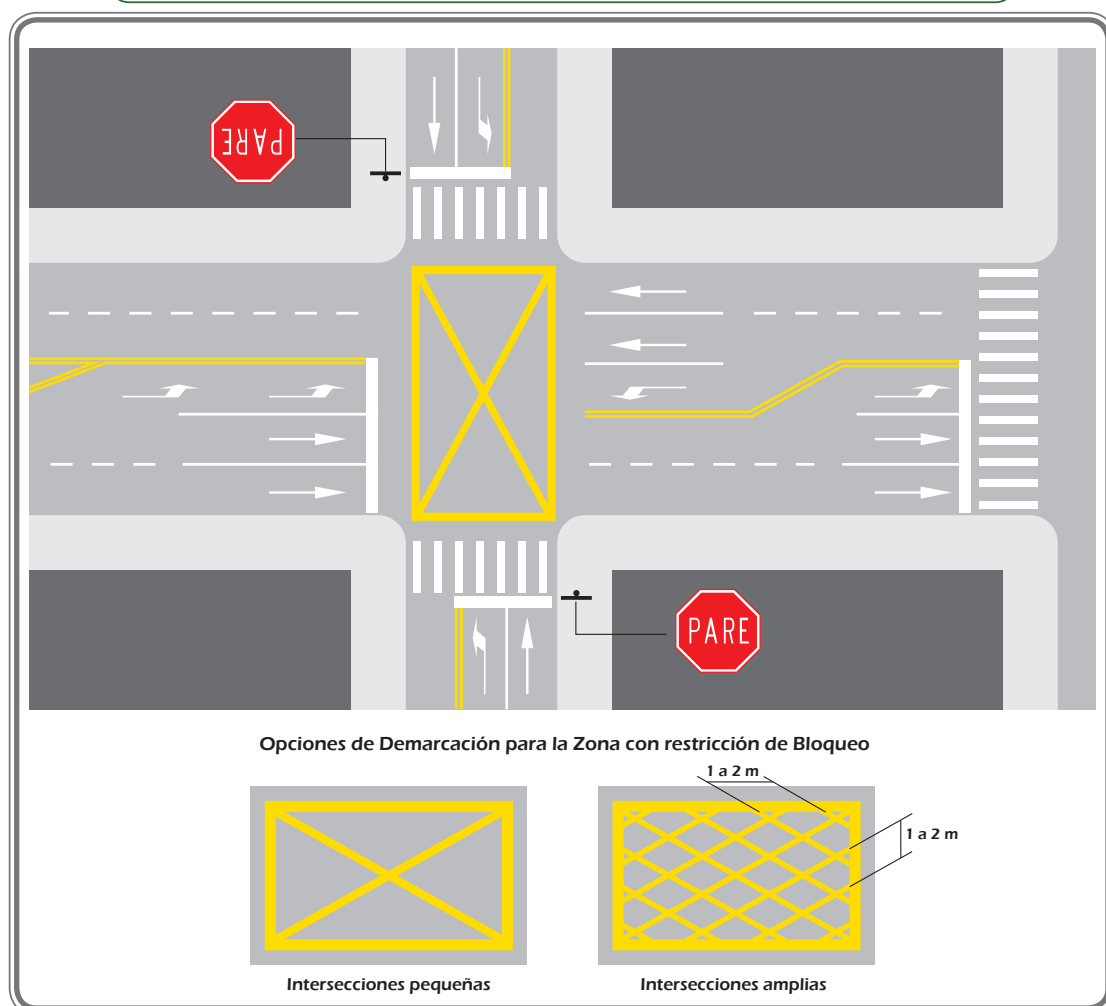 PARE
PARE
Opciones de Demarcación para la Zona con restricción de Bloqueo
1 a 2 m
1 a 2 m
Intersecciones pequeñas
Intersecciones amplias